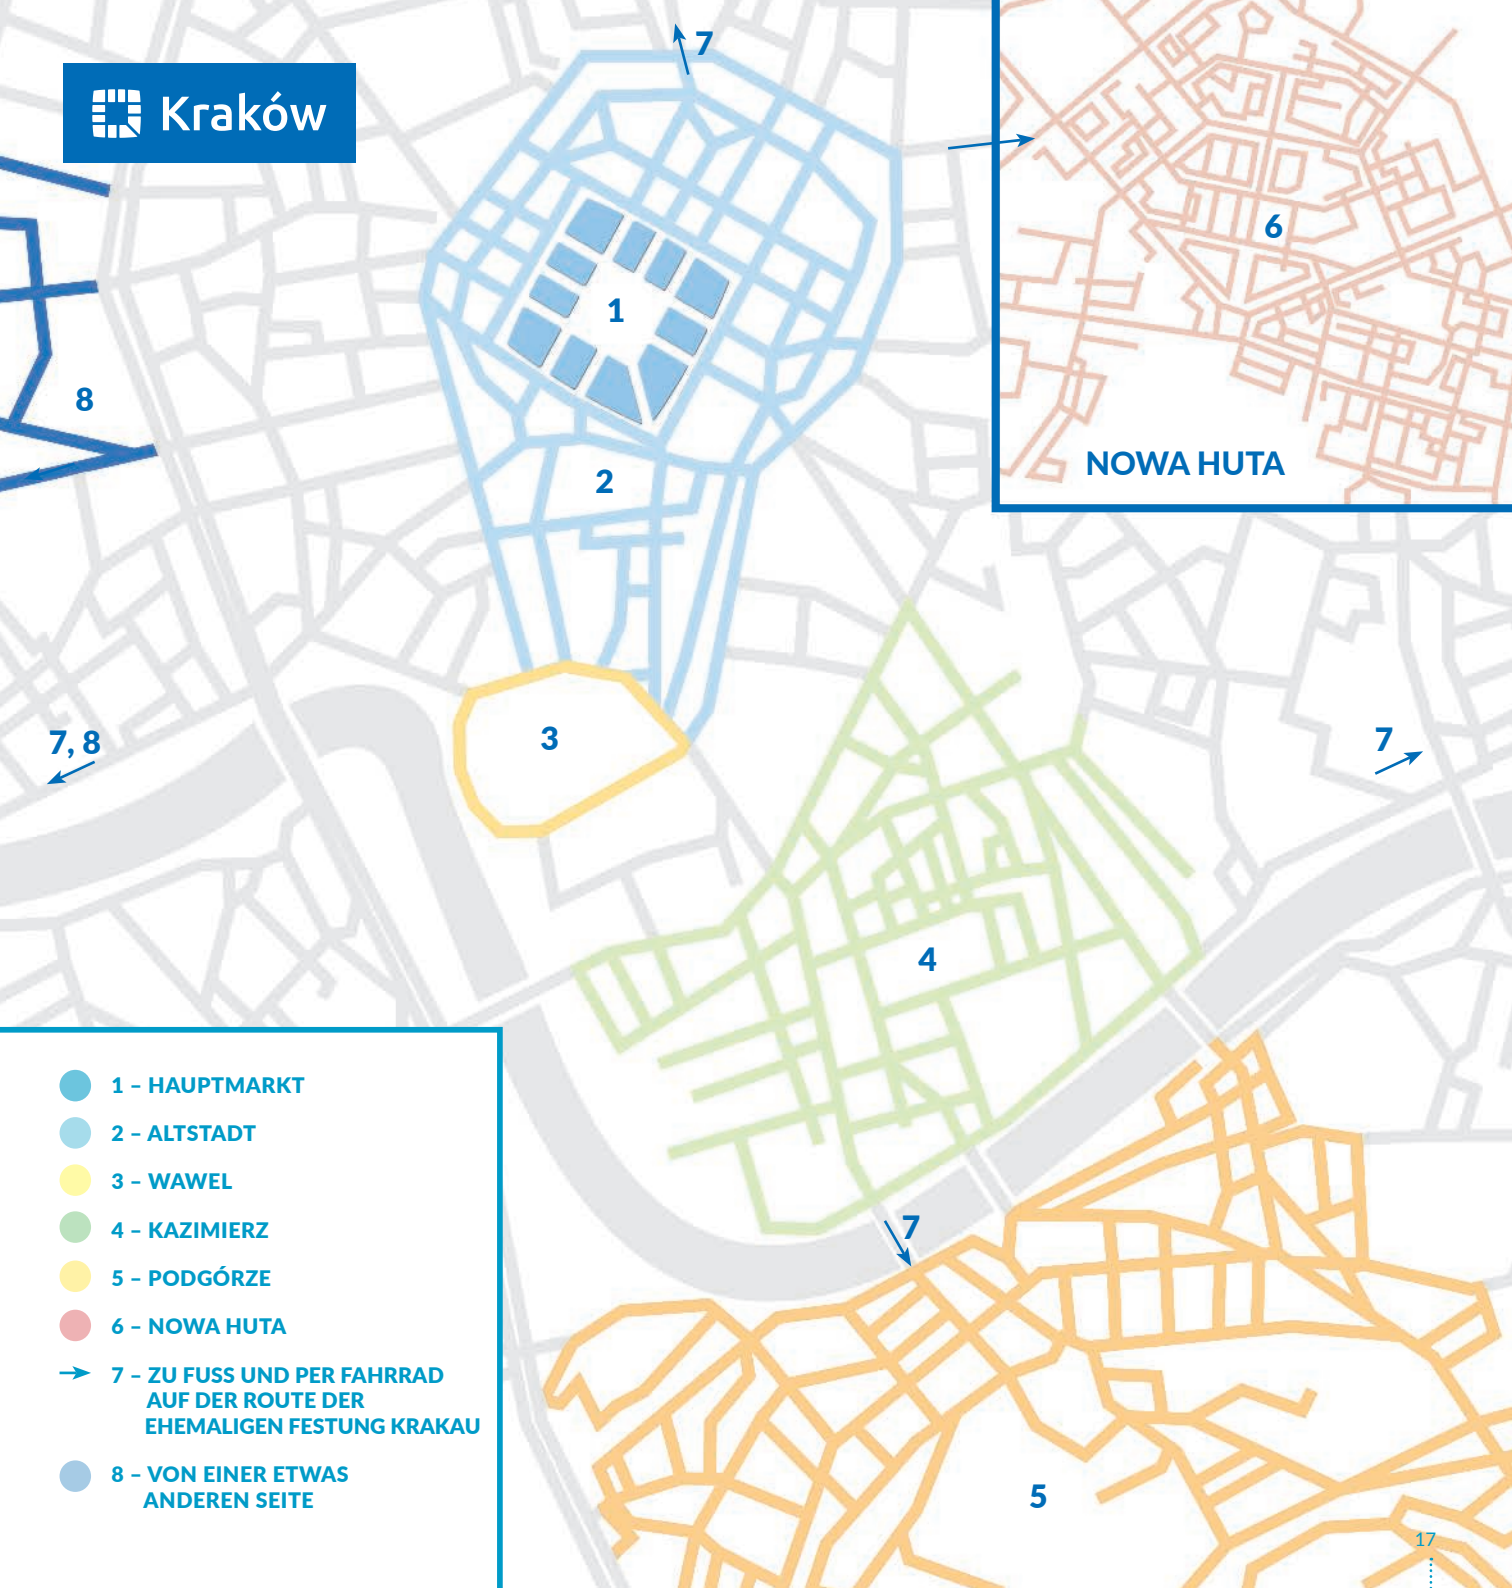 7
Kraków
6
1
8
NOWA HUTA
2
3
7, 8
7
4
7
1 – HAUPTMARKT
2 – ALTSTADT
3 – WAWEL
4 – KAZIMIERZ
5 – PODGÓRZE
6 – NOWA HUTA
7 – ZU FUSS UND PER FAHRRAD
AUF DER ROUTE DER
EHEMALIGEN FESTUNG KRAKAU
8 – VON EINER ETWAS
ANDEREN SEITE
5
17